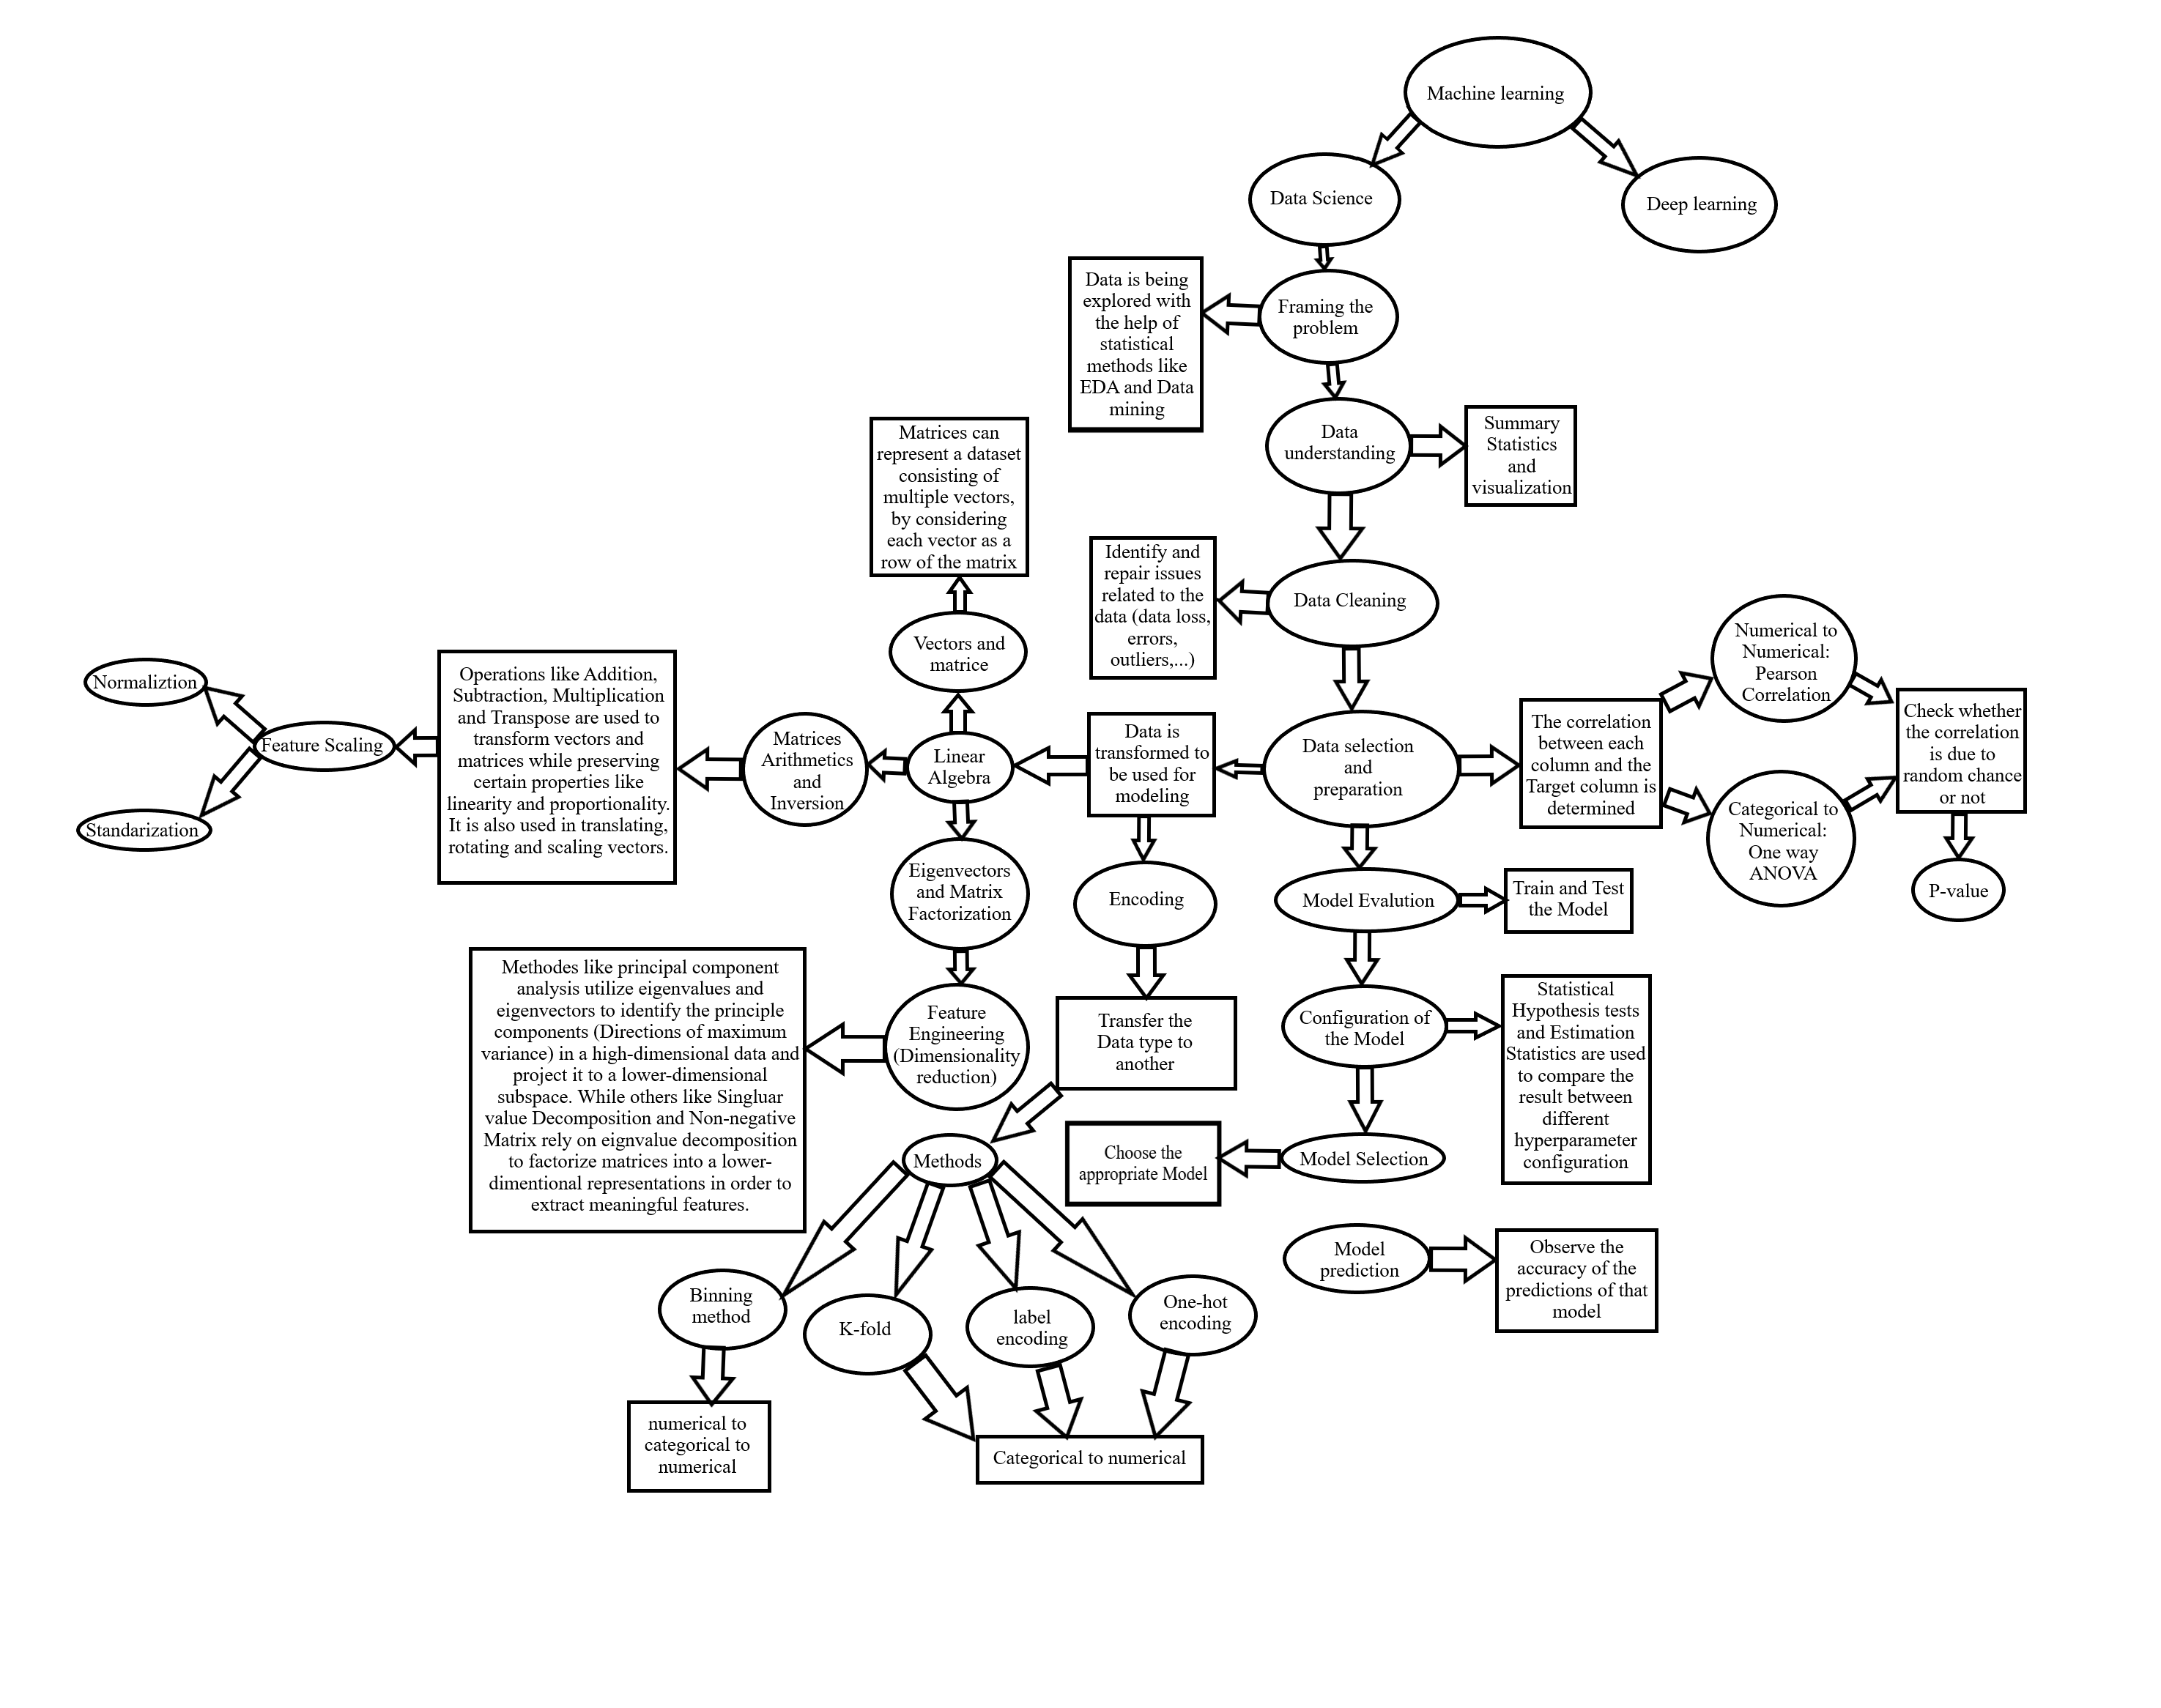 Machine learning
Data Science
Deep learning
Framing the
problem
Data is being
explored with
the help of
statistical
methods like
EDA and Data
mining
Data
understanding
Summary
Statistics
and
visualization
Matrices can
represent a dataset
consisting of
multiple vectors,
by considering
each vector as a
row of the matrix
Identify and
repair issues
related to the
data (data loss,
errors,
outliers,...)
Data Cleaning
Vectors and
matrice
Numerical to
Numerical:
Pearson
Correlation
Normaliztion
Feature Scaling
Standarization
Operations like Addition,
Subtraction, Multiplication
and Transpose are used to
transform vectors and
matrices while preserving
certain properties like
linearity and proportionality.
It is also used in translating,
rotating and scaling vectors.
Matrices
Arithmetics
and
Inversion
Linear
Algebra
Data is
transformed to
be used for
modeling
Data selection
and
preparation
The correlation
between each
column and the
Target column is
determined
Check whether
the correlation
is due to
random chance
or not
Categorical to
Numerical:
One way
ANOVA
P-value
Eigenvectors
and Matrix
Factorization
Encoding
Model Evalution
Train and Test
the Model
Methodes like principal component
analysis utilize eigenvalues and
eigenvectors to identify the principle
components (Directions of maximum
variance) in a high-dimensional data and
project it to a lower-dimensional
subspace. While others like Singluar
value Decomposition and Non-negative
Matrix rely on eignvalue decomposition
to factorize matrices into a lower-
dimentional representations in order to
extract meaningful features.
Feature
Engineering
(Dimensionality
reduction)
Transfer the
Data type to
another
Configuration of
the Model
Statistical
Hypothesis tests
and Estimation
Statistics are used
to compare the
result between
different
hyperparameter
configuration
Methods
Choose the
appropriate Model
Model Selection
Model
prediction
Observe the
accuracy of the
predictions of that
model
Binning
method
K-fold
label
encoding
One-hot
encoding
numerical to
categorical to
numerical
Categorical to numerical